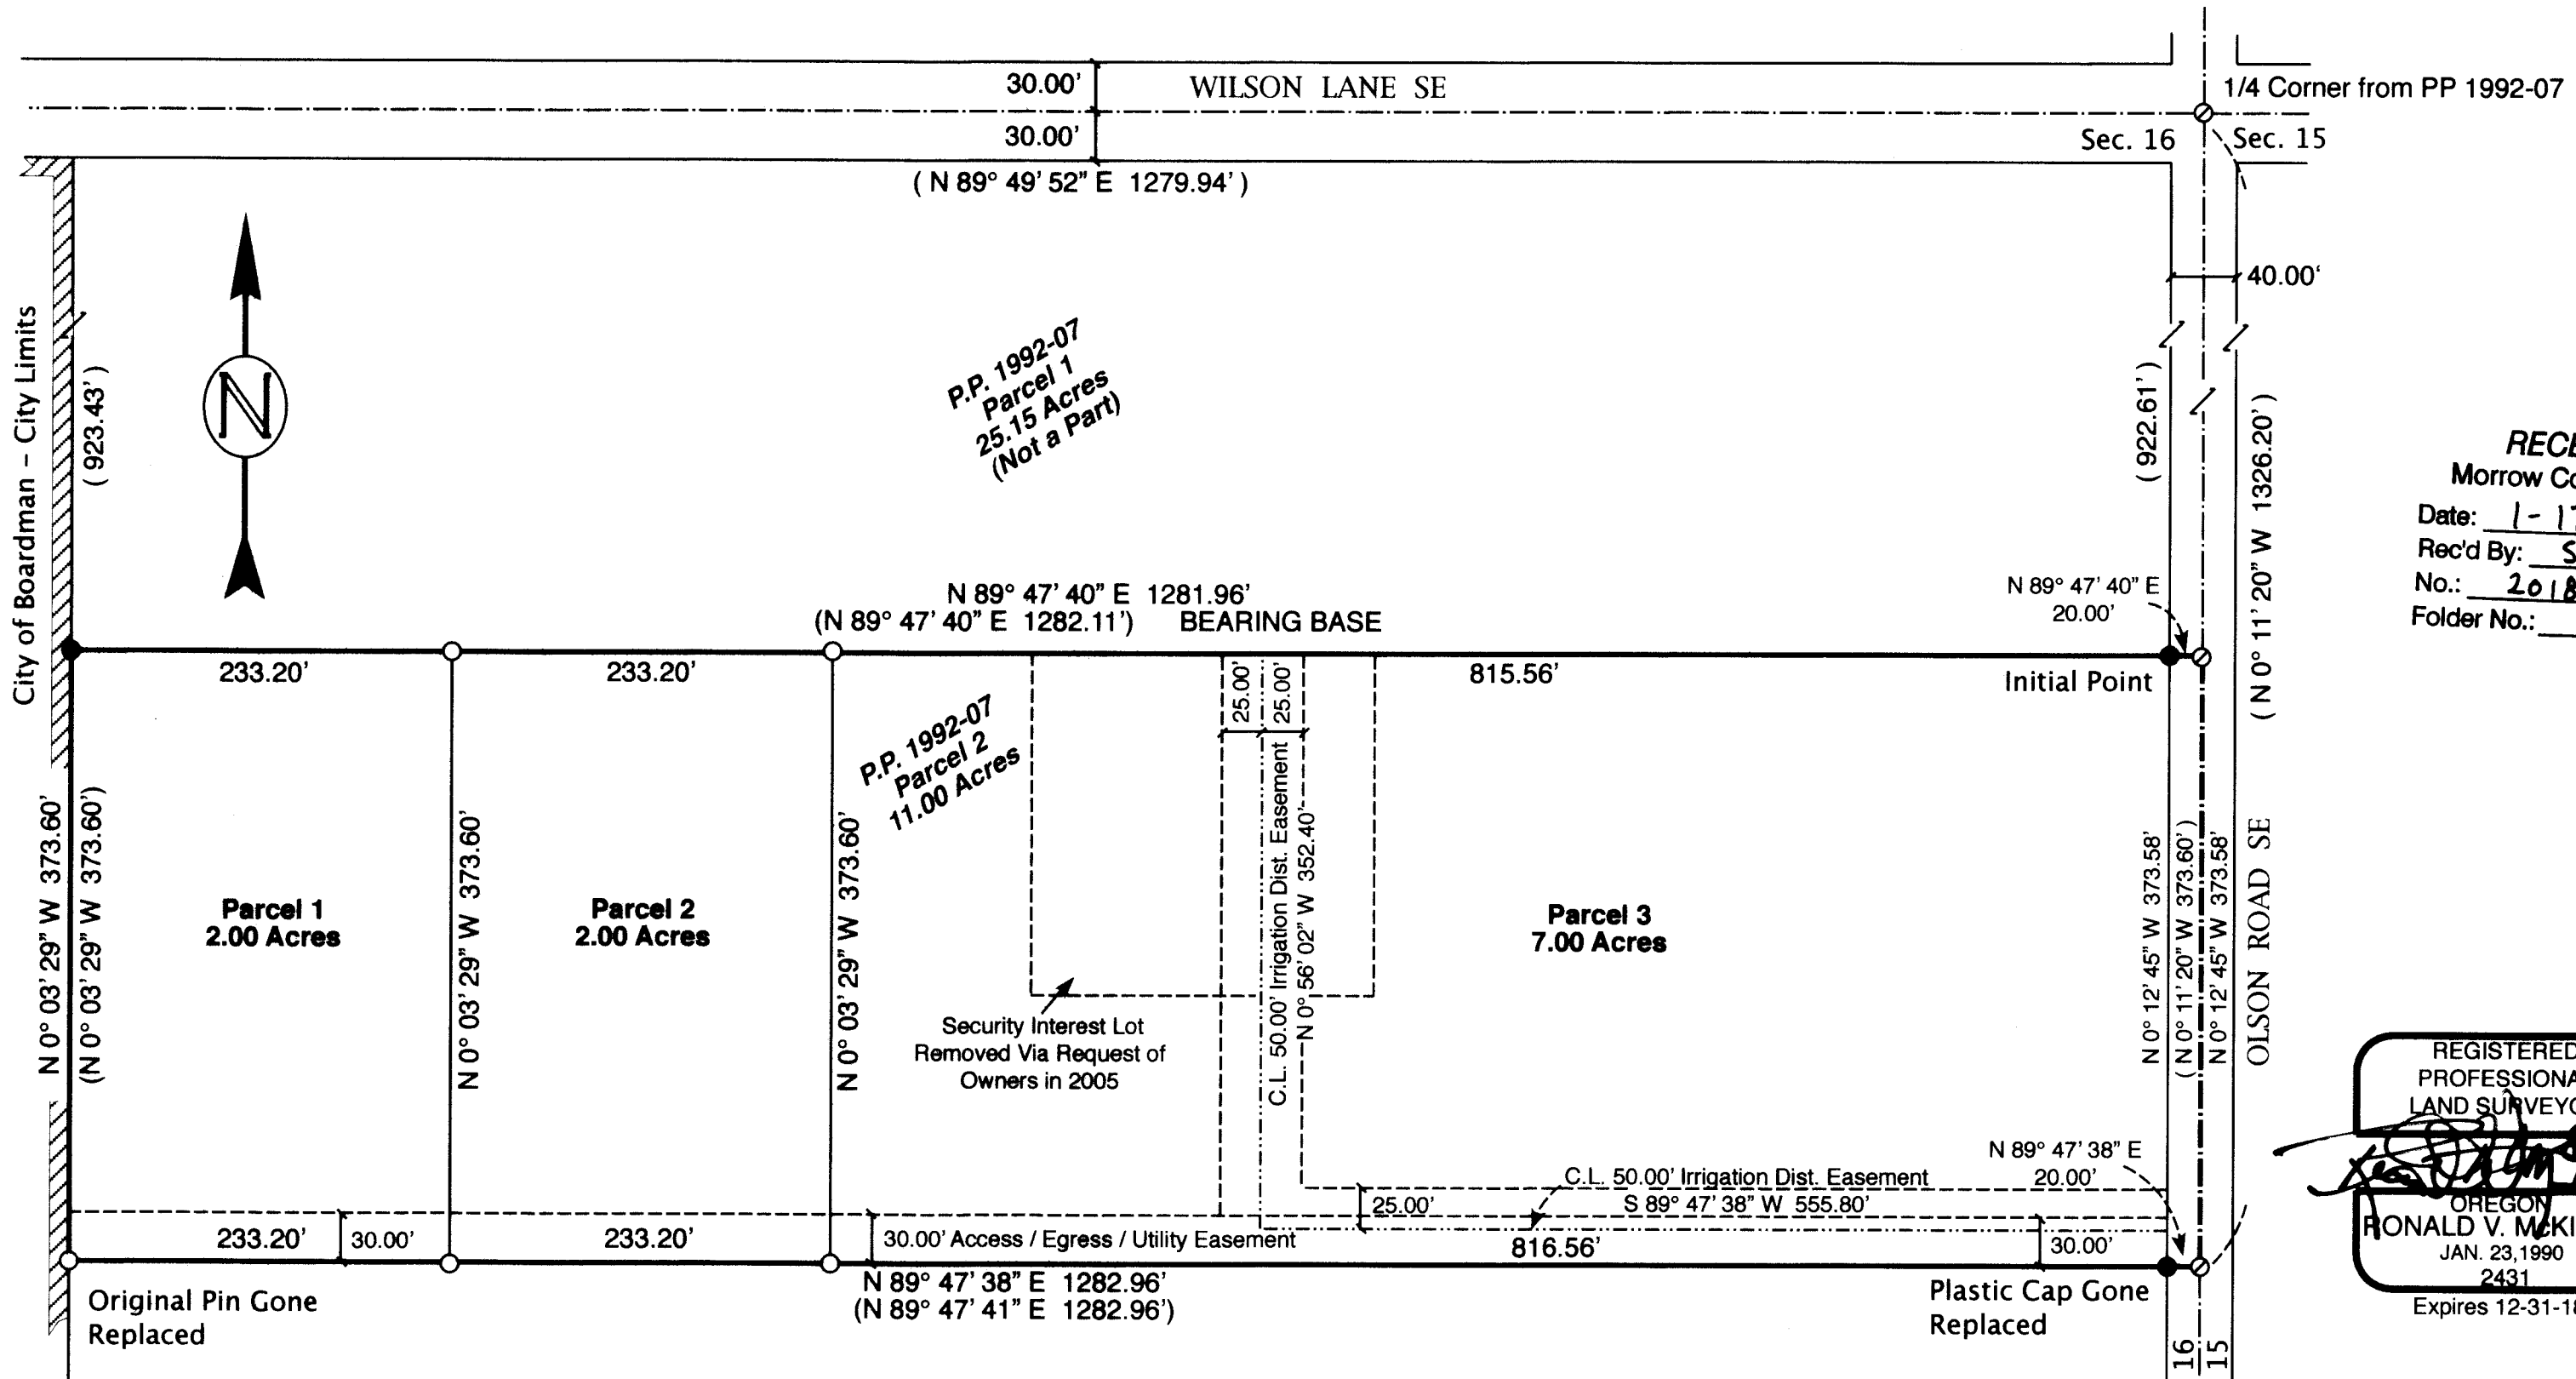 30.00'
WILSON LANE SE
1/4 Corner from PP 1992-07
30.00'
Sec. 16
Sec. 15
( N 89° 49' 52" E 1279.94' )
40.00'
City of Boardman - City Limits
( 923.43' )
N
P.P. 1992-07
Parcel 1
25.15 Acres
(Not a Part)
( 922.61' )
( N 0° 11' 20" W 1326.20' )
Morrow
Date: 1-1
Rec'd By: S
No.: 2018
Folder No.:
N 89° 47' 40" E 1281.96'
(N 89° 47' 40" E 1282.11') BEARING BASE
N 89° 47' 40" E
20.00'
233.20'
233.20'
25.00'
25.00'
815.56'
Initial Point
P.P. 1992-07
Parcel 2
11.00 Acres
N 0° 03' 29" W 373.60'
(N 0° 03' 29" W 373.60')
Parcel 1
2.00 Acres
N 0° 03' 29" W 373.60'
Parcel 2
2.00 Acres
N 0° 03' 29" W 373.60'
Security Interest Lot
Removed Via Request of
Owners in 2005
C.L. 50.00' Irrigation Dist. Easement
N 0° 56' 02" W 352.40'
Parcel 3
7.00 Acres
N 0° 12' 45" W 373.58'
(N 0° 11' 20" W 373.60')
N 0° 12' 45" W 373.58'
OLSON ROAD SE
N 89° 47' 38" E
20.00'
C.L. 50.00' Irrigation Dist. Easement
25.00'
S 89° 47' 38" W 555.80'
233.20'
30.00'
233.20'
30.00' Access / Egress / Utility Easement
816.56'
30.00'
N 89° 47' 38" E 1282.96'
(N 89° 47' 41" E 1282.96')
Original Pin Gone
Replaced
Plastic Cap Gone
Replaced
16
15
REGISTERED
PROFESSIONA
LAND SURVEYO
OREGON
RONALD V. McKI
JAN. 23,1990
2431
Expires 12-31-18